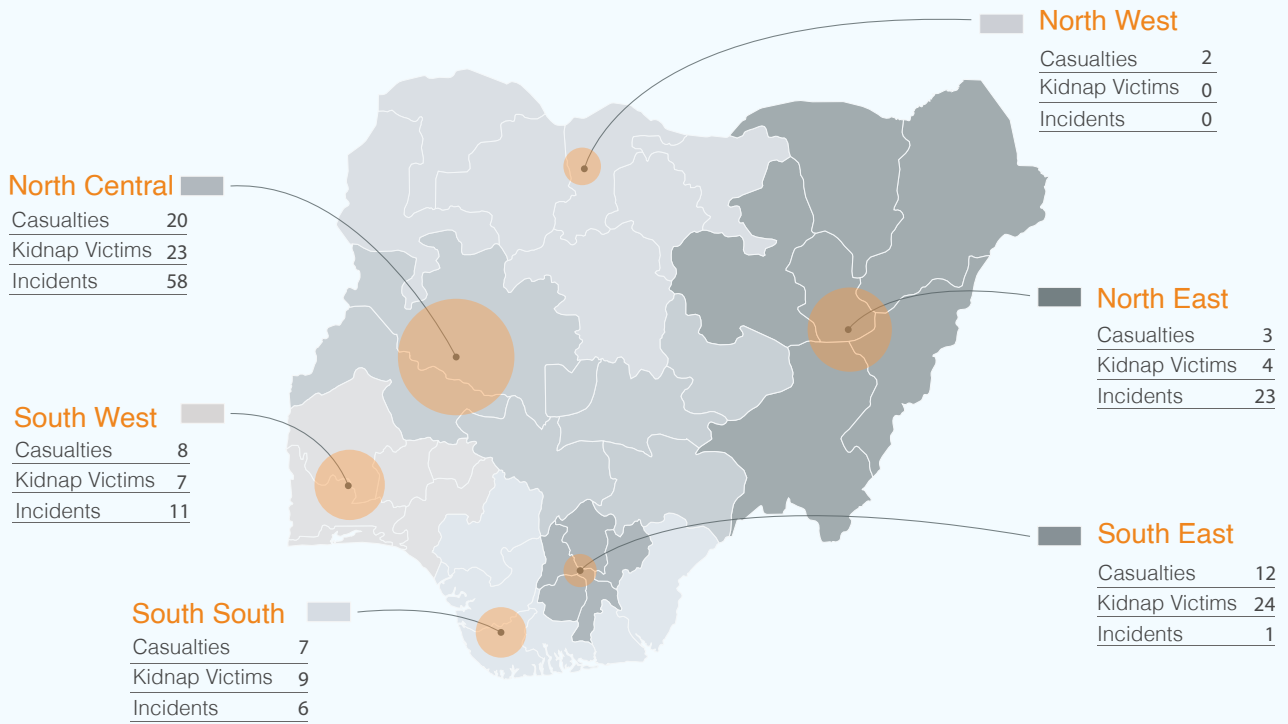 North West
Casualties 2
Kidnap Victims 0
Incidents 0
North Central
Casualties 20
Kidnap Victims 23
Incidents 58
North East
Casualties 3
Kidnap Victims 4
Incidents 23
South West
Casualties 8
Kidnap Victims 7
Incidents 11
South East
Casualties 12
Kidnap Victims 24
Incidents 1
South South
Casualties 7
Kidnap Victims 9
Incidents 6